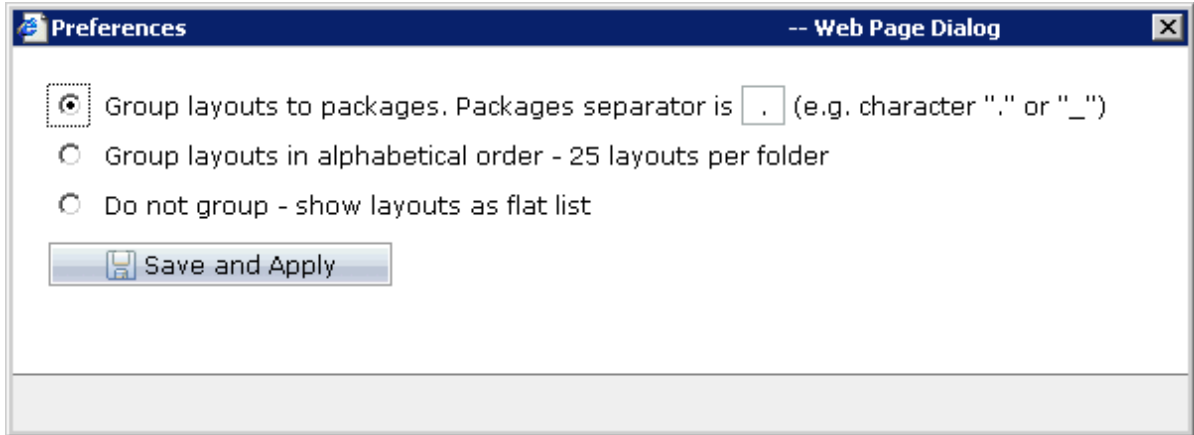 Preferences -- Web Page Dialog
Group layouts to packages. Packages separator is . (e.g. character "." or "_")
Group layouts in alphabetical order - 25 layouts per folder
Do not group - show layouts as flat list
Save and Apply